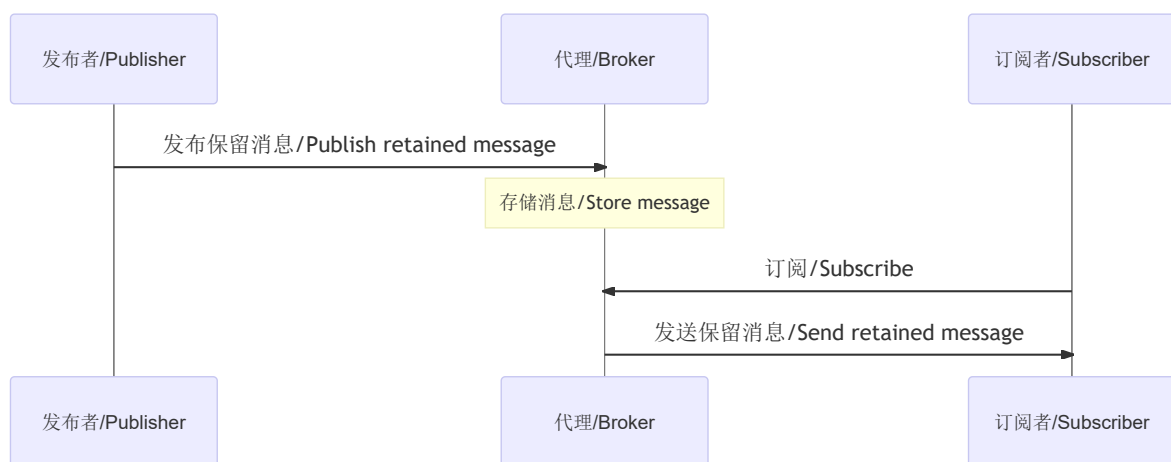 发布者/Publisher
代理/Broker
订阅者/Subscriber
发布保留消息/Publish retained message
存储消息/Store message
订阅/Subscribe
发送保留消息/Send retained message
发布者/Publisher
代理/Broker
订阅者/Subscriber